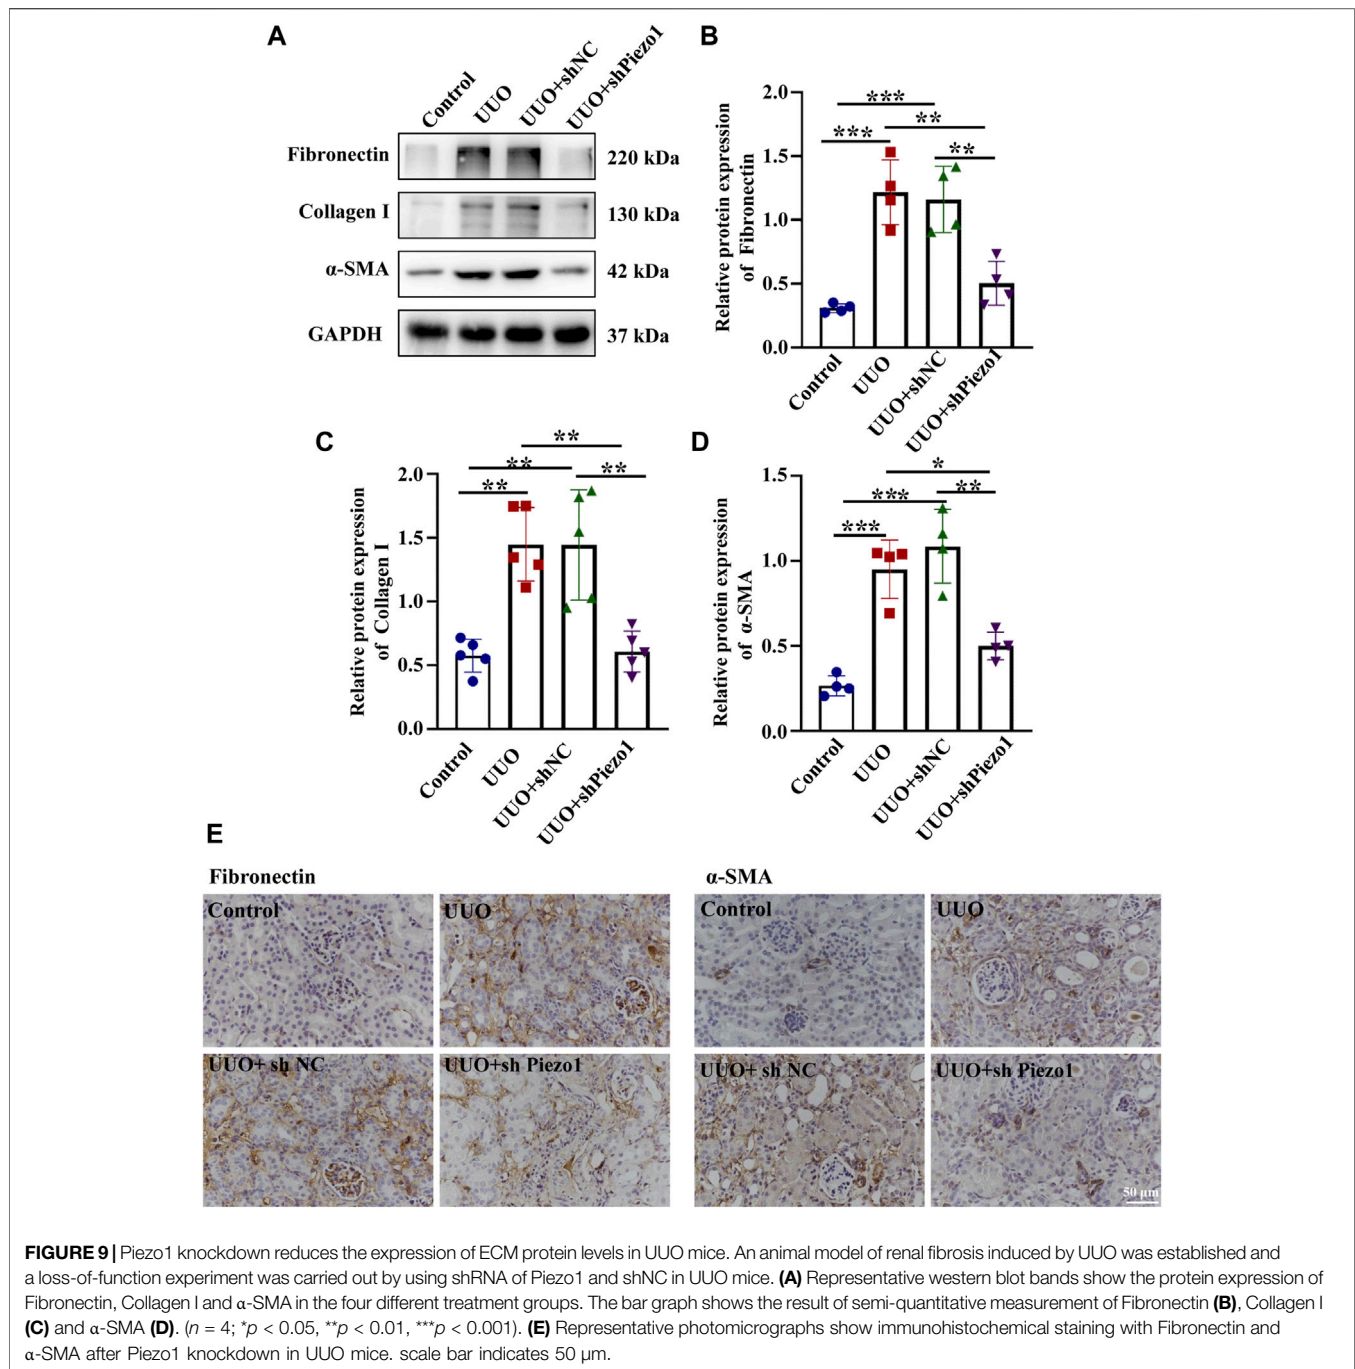 A
Control
UUO
UUO+shNC
UUO+shPiezo1
Fibronectin
220 kDa
Collagen I
130 kDa
α-SMA
42 kDa
GAPDH
37 kDa
B
Relative protein expression
of Fibronectin
2.0
1.5
1.0
0.5
0.0
***
**
***
**
Control
UUO
UUO+shNC
UUO+shPiezo1
C
Relative protein expression
of Collagen I
2.0
1.5
1.0
0.5
0.0
**
**
**
**
Control
UUO
UUO+shNC
UUO+shPiezo1
D
Relative protein expression
of α-SMA
1.5
1.0
0.5
0.0
*
**
***
***
Control
UUO
UUO+shNC
UUO+shPiezo1
E
Fibronectin
Control
UUO
UUO+ sh NC
UUO+sh Piezo1
α-SMA
Control
UUO
UUO+ sh NC
UUO+sh Piezo1
50 μm
FIGURE 9 | Piezo1 knockdown reduces the expression of ECM protein levels in UUO mice. An animal model of renal fibrosis induced by UUO was established and
a loss-of-function experiment was carried out by using shRNA of Piezo1 and shNC in UUO mice. (A) Representative western blot bands show the protein expression of
Fibronectin, Collagen I and α-SMA in the four different treatment groups. The bar graph shows the result of semi-quantitative measurement of Fibronectin (B), Collagen I
(C) and α-SMA (D). (n = 4; *p < 0.05, **p < 0.01, ***p < 0.001). (E) Representative photomicrographs show immunohistochemical staining with Fibronectin and
α-SMA after Piezo1 knockdown in UUO mice. scale bar indicates 50 μm.